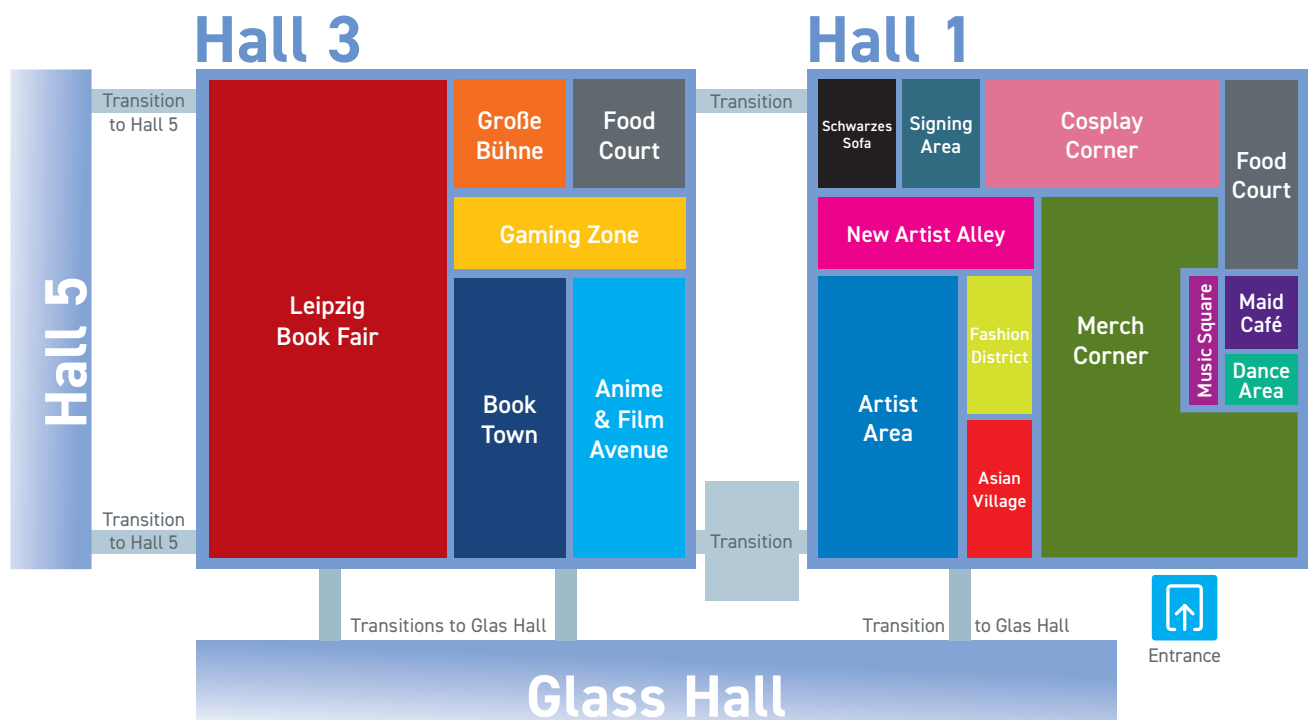 Hall 3
Hall 1
Hall 5
Transition
to Hall 5
Transition
to Hall 5
Leipzig
Book Fair
Große
Bühne
Food
Court
Gaming Zone
Book
Town
Anime
& Film
Avenue
Transition
Transition
Schwarzes
Sofa
Signing
Area
Cosplay
Corner
Food
Court
New Artist Alley
Artist
Area
Fashion
District
Asian
Village
Merch
Corner
Music Square
Maid
Café
Dance
Area
Transitions to Glas Hall
Transition to Glas Hall
Entrance
Glass Hall